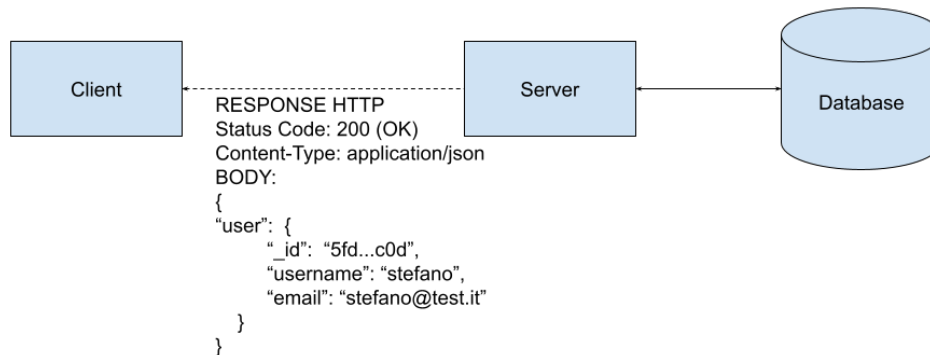 Client
Server
Database
RESPONSE HTTP
Status Code: 200 (OK)
Content-Type: application/json
BODY:
{
“user”:  {
“_id”:  “5fd...c0d”,
“username”: “stefano”,
“email”: “stefano@test.it”
}
}